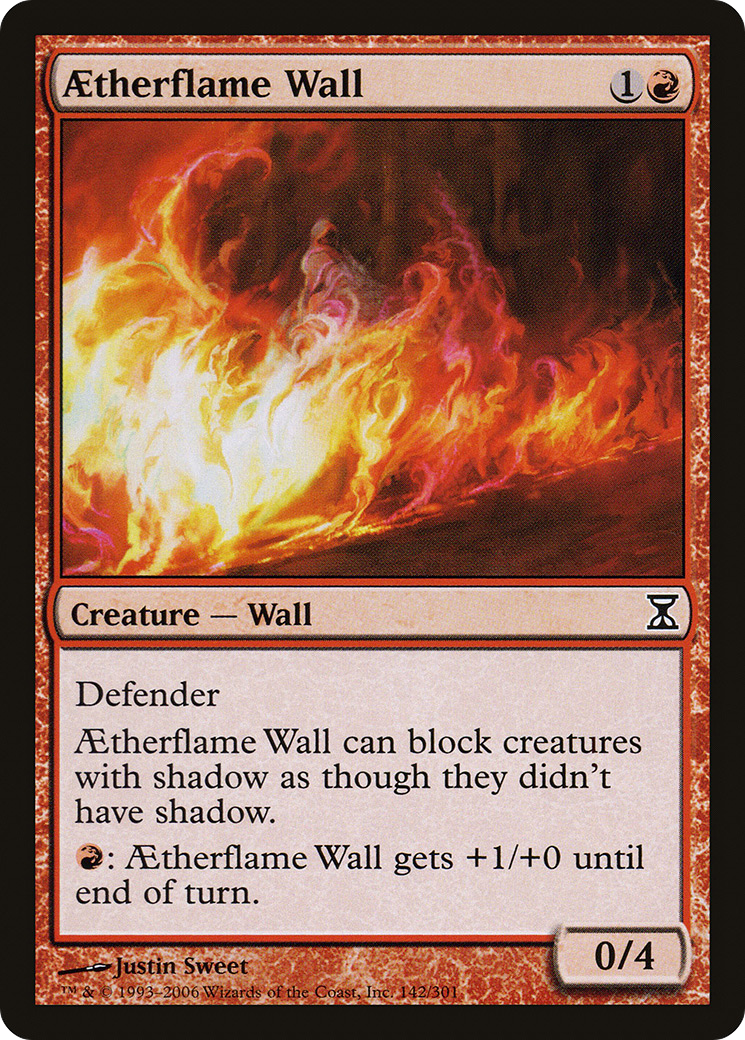 Ætherflame Wall 1
Creature — Wall
Defender
Ætherflame Wall can block creatures
with shadow as though they didn't
have shadow.
: Ætherflame Wall gets +1/+0 until
end of turn.
0/4
Justin Sweet
™ & © 1993–2006 Wizards of the Coast, Inc. 142/301